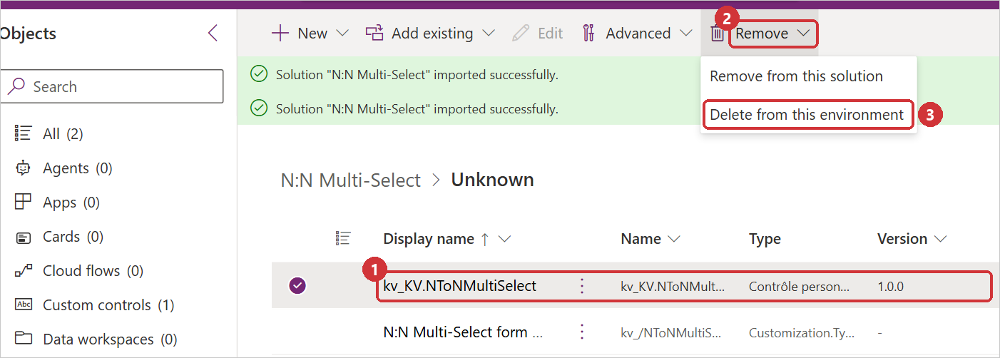 Objects
New
Add existing
Edit
Advanced
2
Remove
Solution "N:N Multi-Select" imported successfully.
Solution "N:N Multi-Select" imported successfully.
Remove from this solution
Delete from this environment
3
Search
All (2)
Agents (0)
Apps (0)
Cards (0)
Cloud flows (0)
Abc
Custom controls (1)
Data workspaces (0)
N:N Multi-Select > Unknown
Display name ↑ Name Type Version
1
kv_KV.NToNMultiSelect kv_KV.NToNMult... Contrôle person... 1.0.0
N:N Multi-Select form ... kv_/NToNMultiS... Customization.Ty... -